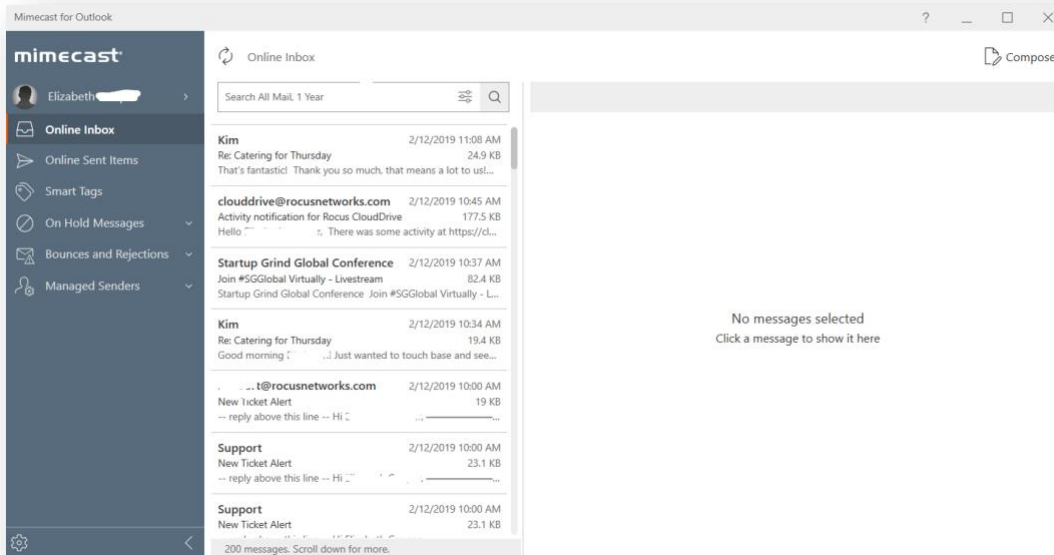 Mimecast for Outlook
?
mimecast
Online Inbox
Compose
Elizabeth
Online Inbox
Online Sent Items
Smart Tags
On Hold Messages
Bounces and Rejections
Managed Senders
Search All Mail, 1 Year
Kim 2/12/2019 11:08 AM
Re: Catering for Thursday 24.9 KB
That's fantastic! Thank you so much, that means a lot to us!...
clouddrive@rocusnetworks.com 2/12/2019 10:45 AM
Activity notification for Rocus CloudDrive 177.5 KB
Hello There was some activity at https://cl...
Startup Grind Global Conference 2/12/2019 10:37 AM
Join #SGGlobal Virtually - Livestream 82.4 KB
Startup Grind Global Conference Join #SGGlobal Virtually - L...
Kim 2/12/2019 10:34 AM
Re: Catering for Thursday 19.4 KB
Good morning Just wanted to touch base and see...
t@rocusnetworks.com 2/12/2019 10:00 AM
New Ticket Alert 19 KB
-- reply above this line -- Hi
Support 2/12/2019 10:00 AM
New Ticket Alert 23.1 KB
-- reply above this line -- Hi
Support 2/12/2019 10:00 AM
New Ticket Alert 23.1 KB
200 messages. Scroll down for more.
No messages selected
Click a message to show it here